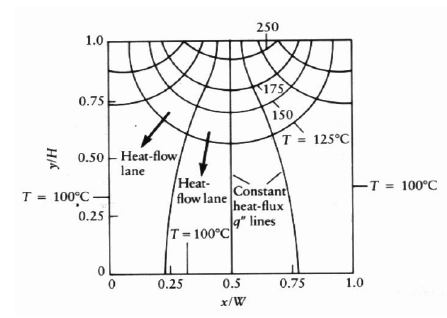 250
1.0
175
0.75
150
T = 125°C
y/H
0.50
Heat-flow
lane
Heat-
flow lane
Constant
heat-flux
q" lines
T = 100°C
T = 100°C
0.25
T = 100°C
0
0
0.25
0.5
0.75
1.0
x/W